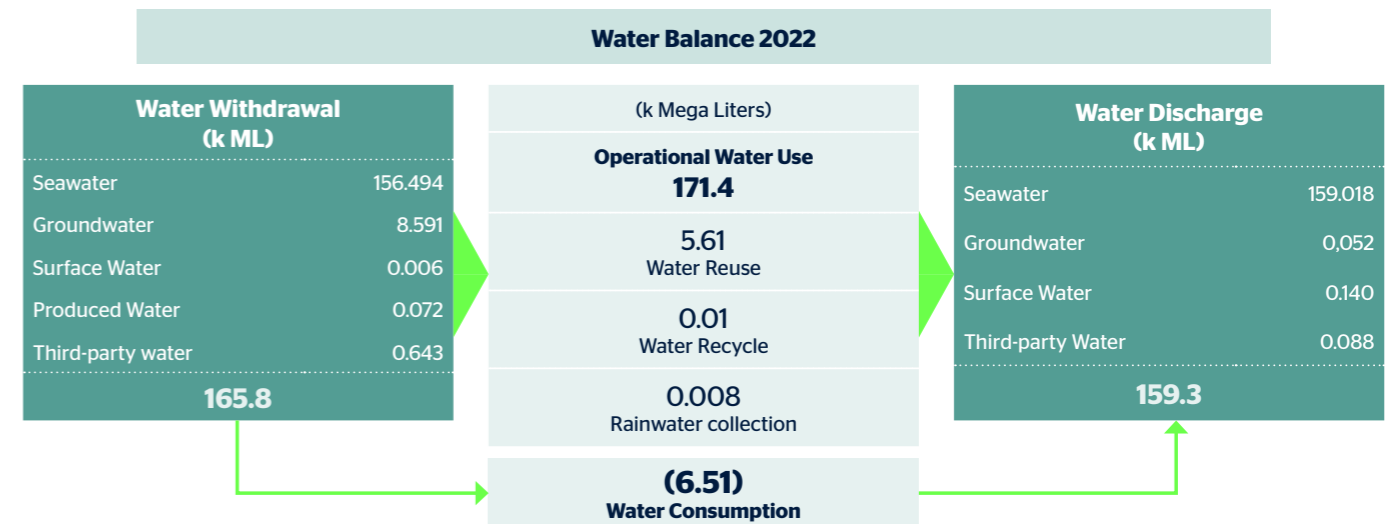 Water Balance 2022
Water Withdrawal
(k ML)
Seawater 156.494
Groundwater 8.591
Surface Water 0.006
Produced Water 0.072
Third-party water 0.643
165.8
(k Mega Liters)
Operational Water Use
171.4
5.61
Water Reuse
0.01
Water Recycle
0.008
Rainwater collection
(6.51)
Water Consumption
Water Discharge
(k ML)
Seawater 159.018
Groundwater 0,052
Surface Water 0.140
Third-party Water 0.088
159.3